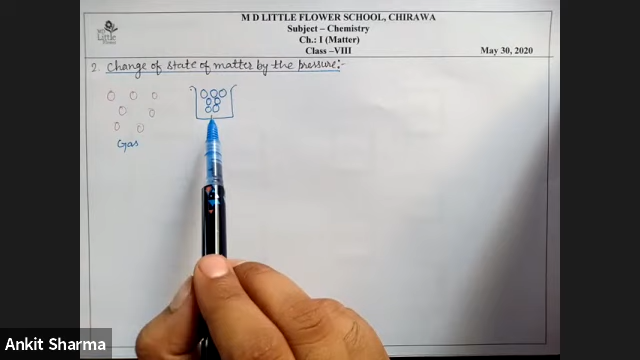 M D LITTLE FLOWER SCHOOL, CHIRAWA
Subject – Chemistry
Ch.: I (Matter)
Class –VIII
May 30, 2020
2. Change of state of matter by the pressure:-
Gas
Ankit Sharma